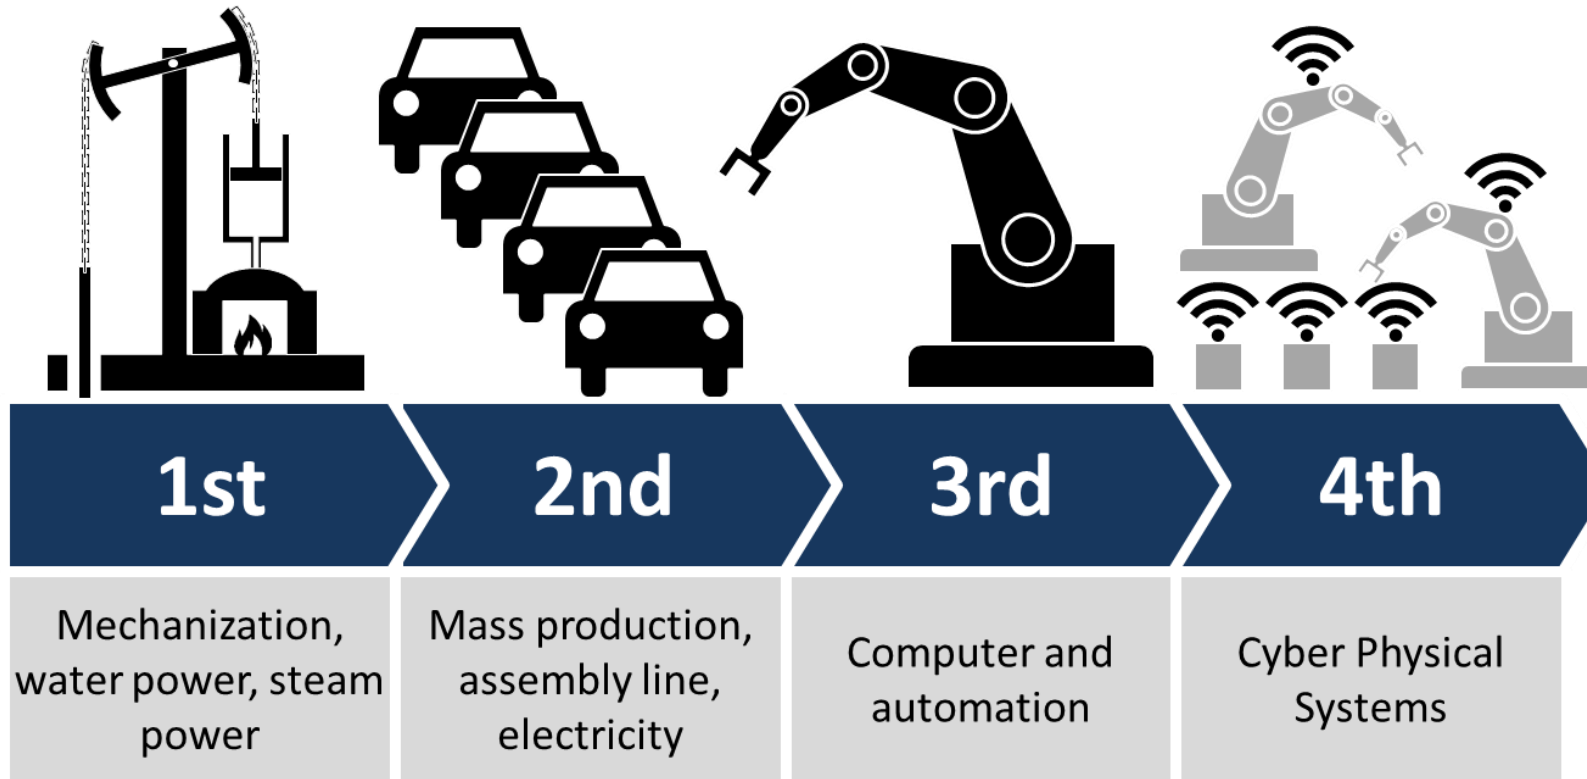 1st
2nd
3rd
4th
Mechanization,
water power, steam
power
Mass production,
assembly line,
electricity
Computer and
automation
Cyber Physical
Systems